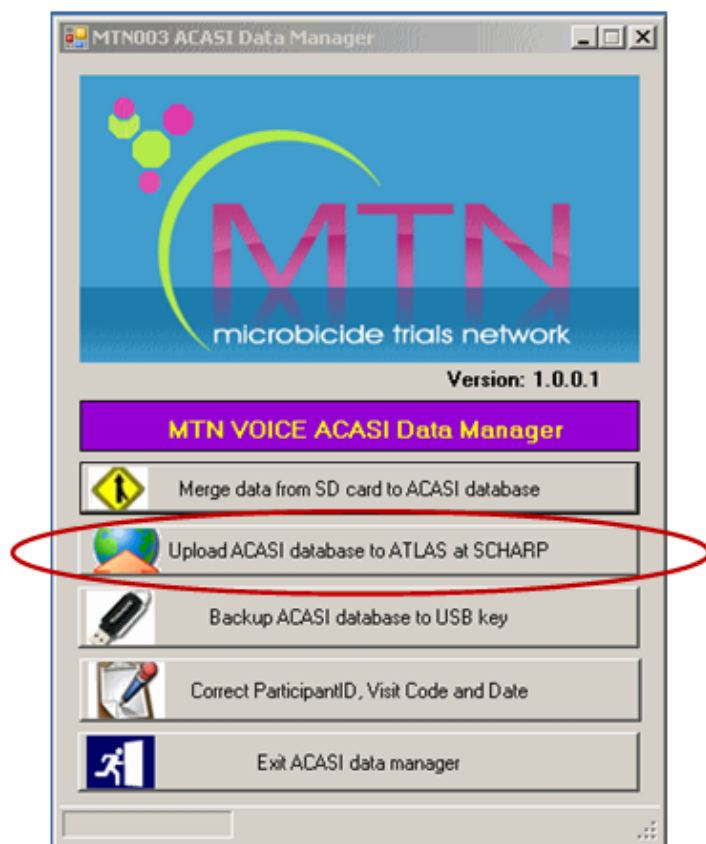 MTN003 ACASI Data Manager
MTN
microbicide trials network
Version: 1.0.0.1
MTN VOICE ACASI Data Manager
Merge data from SD card to ACASI database
Upload ACASI database to ATLAS at SCHARP
Backup ACASI database to USB key
Correct ParticipantID, Visit Code and Date
Exit ACASI data manager